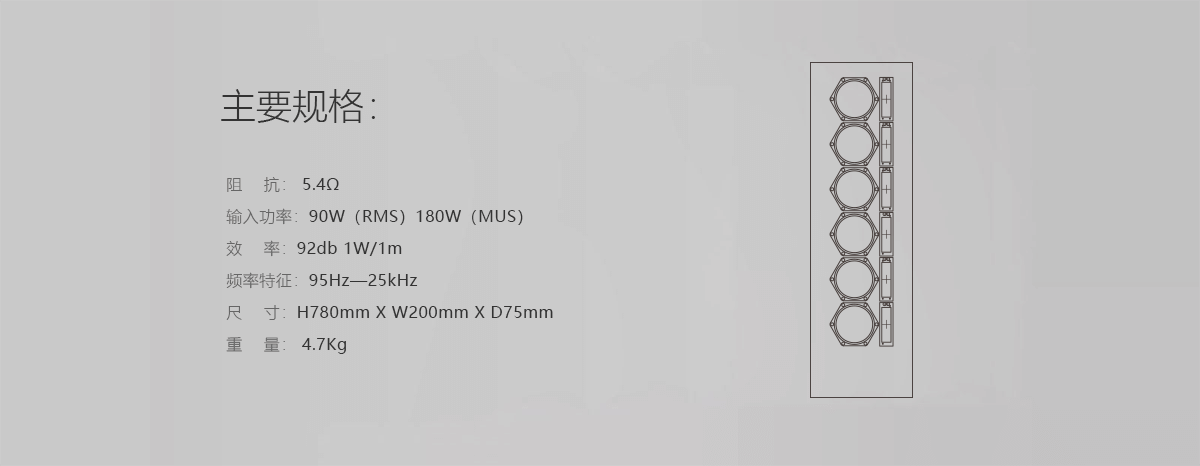 主要规格：
阻 抗： 5.4Ω
输入功率：90W（RMS）180W（MUS）
效 率：92db 1W/1m
频率特征：95Hz—25kHz
尺 寸：H780mm X W200mm X D75mm
重 量： 4.7Kg